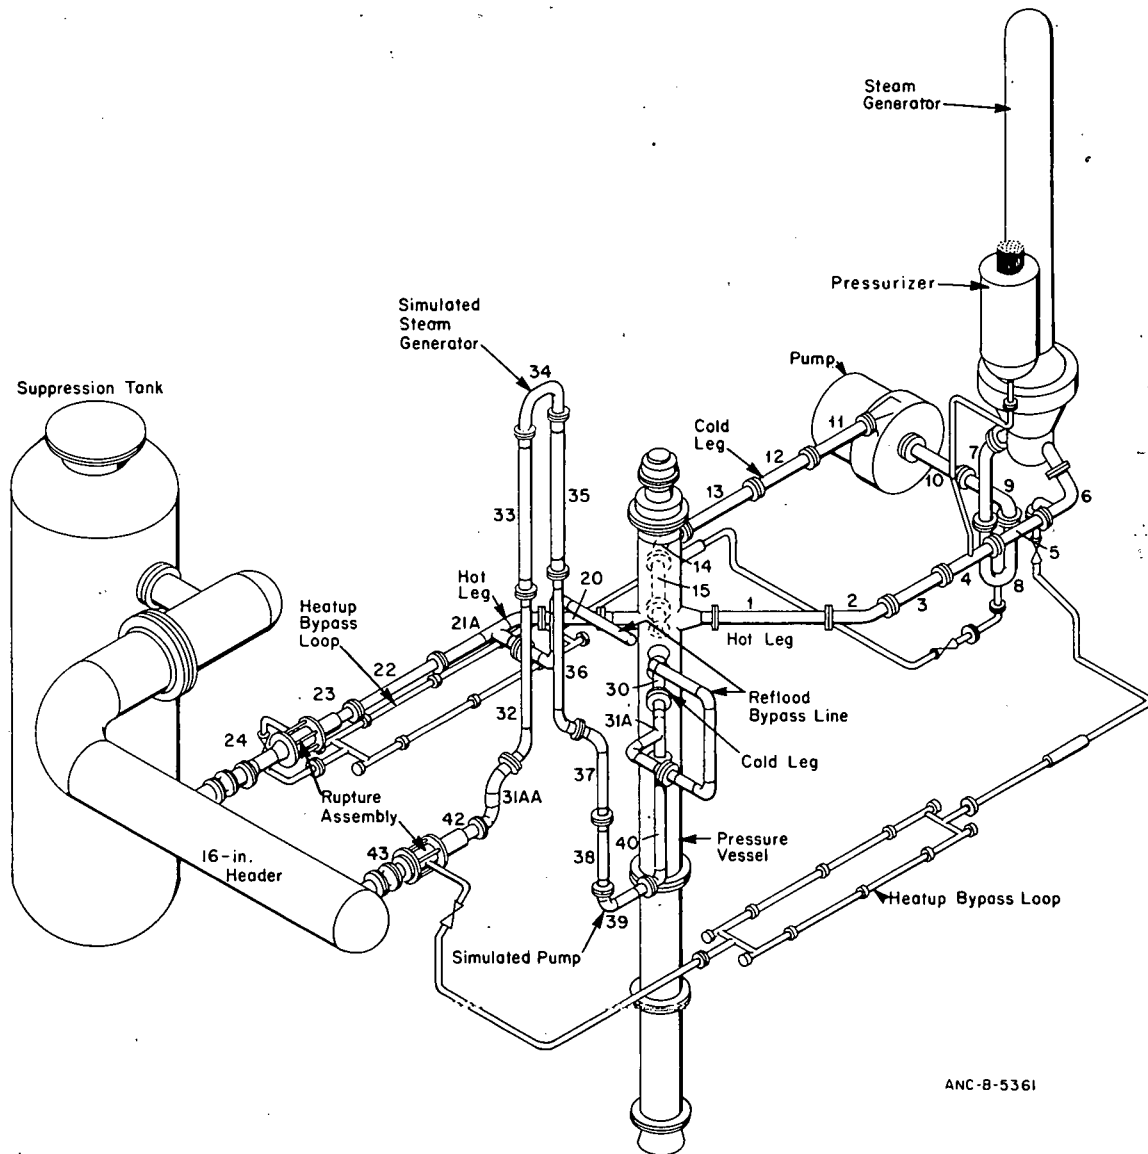 Steam
Generator
Pressurizer
Simulated
Steam
Generator
34
Pump
Suppression Tank
11
Cold
Leg
12
7
10
9
6
13
33
35
14
5
15
4
8
3
Hot
Leg
20
1
2
Hot Leg
Heatup
Bypass
Loop
21A
22
36
30
Reflood
Bypass Line
23
32
31A
Cold Leg
24
37
Rupture
Assembly
31AA
42
40
Pressure
Vessel
16-in.
Header
43
38
Heatup Bypass Loop
39
Simulated Pump
ANC-B-5361